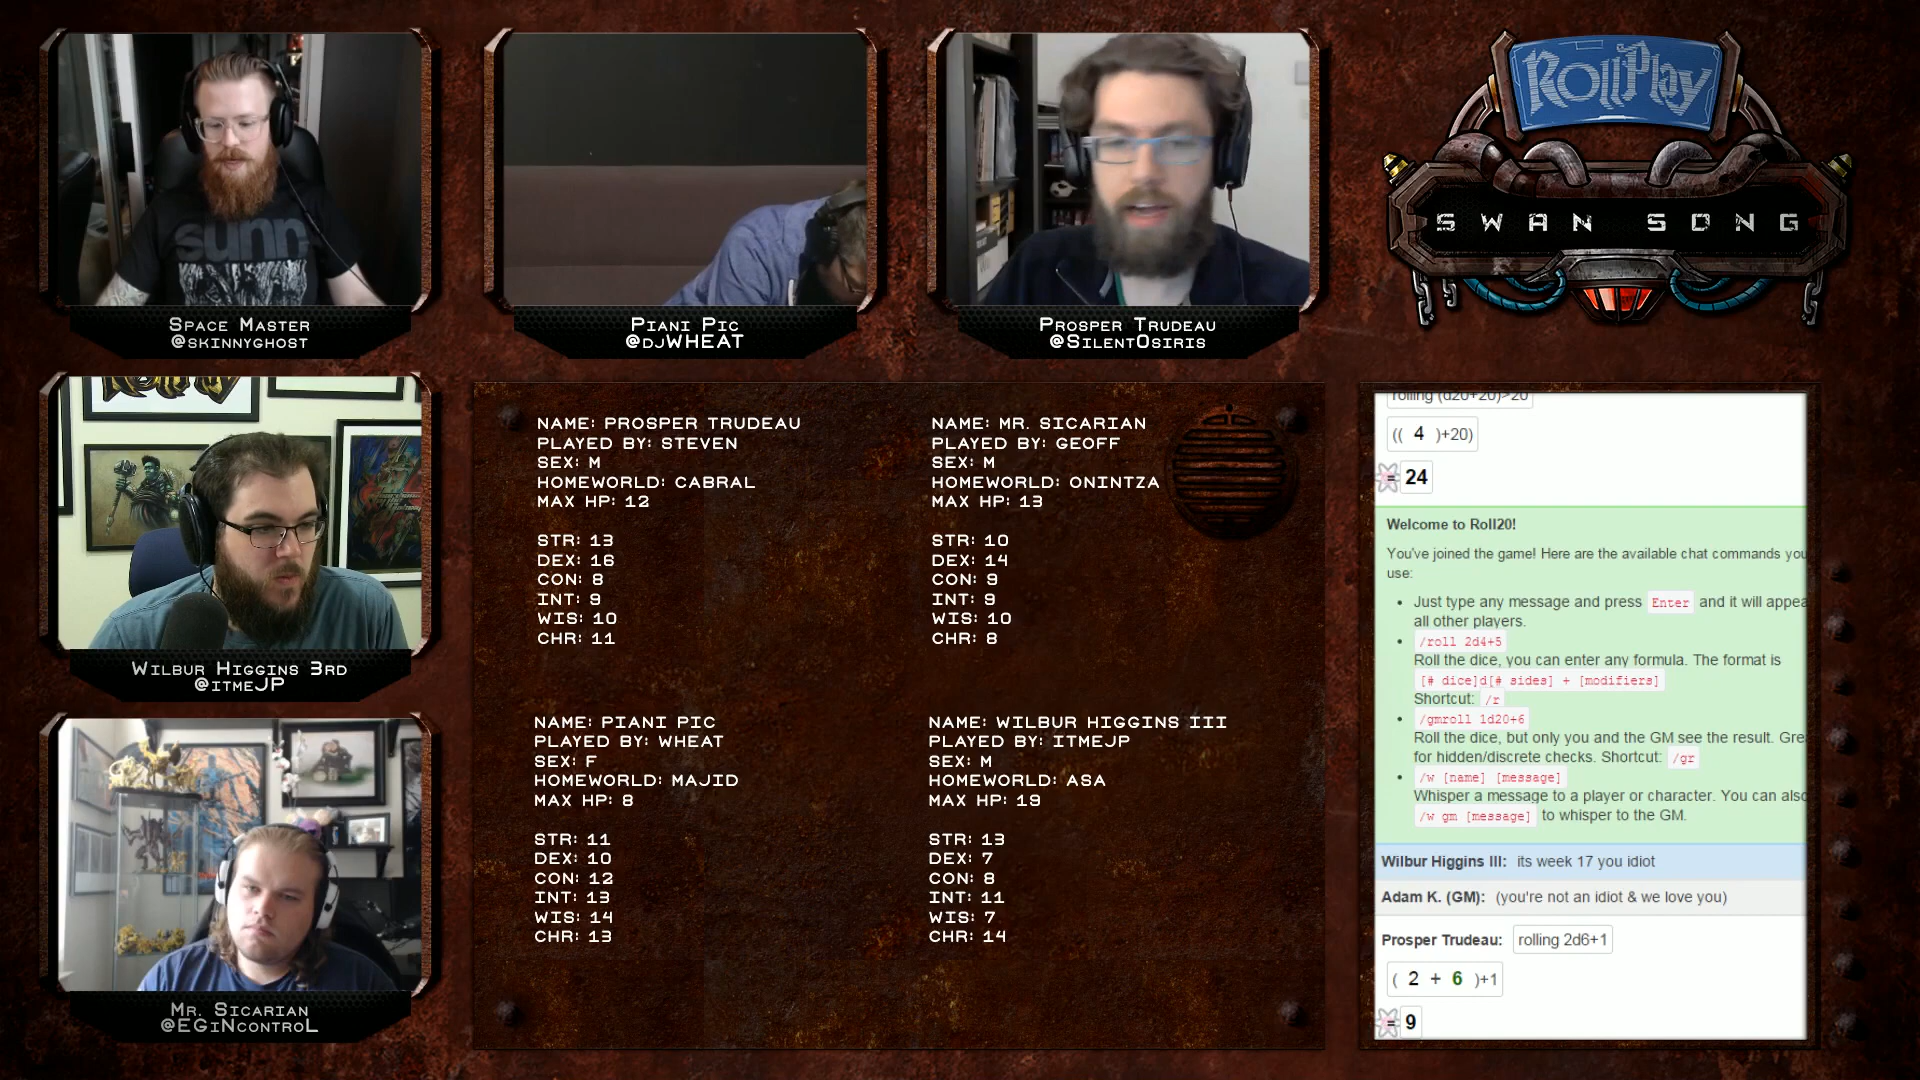 sunn
SPACE MASTER
@SKINNYGHOST
PIANI PIC
@DJWHEAT
PROSPER TRUDEAU
@SILENTOSIRIS
ROLLPLAY
SWAN SONG
WILBUR HIGGINS 3RD
@ITMEJP
MR. SICARIAN
@EGINCONTROL
NAME: PROSPER TRUDEAU
PLAYED BY: STEVEN
SEX: M
HOMEWORLD: CABRAL
MAX HP: 12
STR: 13
DEX: 16
CON: 8
INT: 9
WIS: 10
CHR: 11
NAME: MR. SICARIAN
PLAYED BY: GEOFF
SEX: M
HOMEWORLD: ONINTZA
MAX HP: 13
STR: 10
DEX: 14
CON: 9
INT: 9
WIS: 10
CHR: 8
NAME: PIANI PIC
PLAYED BY: WHEAT
SEX: F
HOMEWORLD: MAJID
MAX HP: 8
STR: 11
DEX: 10
CON: 12
INT: 13
WIS: 14
CHR: 13
NAME: WILBUR HIGGINS III
PLAYED BY: ITMEJP
SEX: M
HOMEWORLD: ASA
MAX HP: 19
STR: 13
DEX: 7
CON: 8
INT: 11
WIS: 7
CHR: 14
rolling (d20+20)>20
(( 4 )+20)
= 24
Welcome to Roll20!
You've joined the game! Here are the available chat commands you
use:
• Just type any message and press Enter and it will appea
all other players.
• /roll 2d4+5
Roll the dice, you can enter any formula. The format is
[# dice]d[# sides] + [modifiers]
Shortcut: /r
• /gmroll 1d20+6
Roll the dice, but only you and the GM see the result. Gre
for hidden/discrete checks. Shortcut: /gr
• /w [name] [message]
Whisper a message to a player or character. You can also
/w gm [message] to whisper to the GM.
Wilbur Higgins III: its week 17 you idiot
Adam K. (GM): (you're not an idiot & we love you)
Prosper Trudeau: rolling 2d6+1
( 2 + 6 )+1
= 9